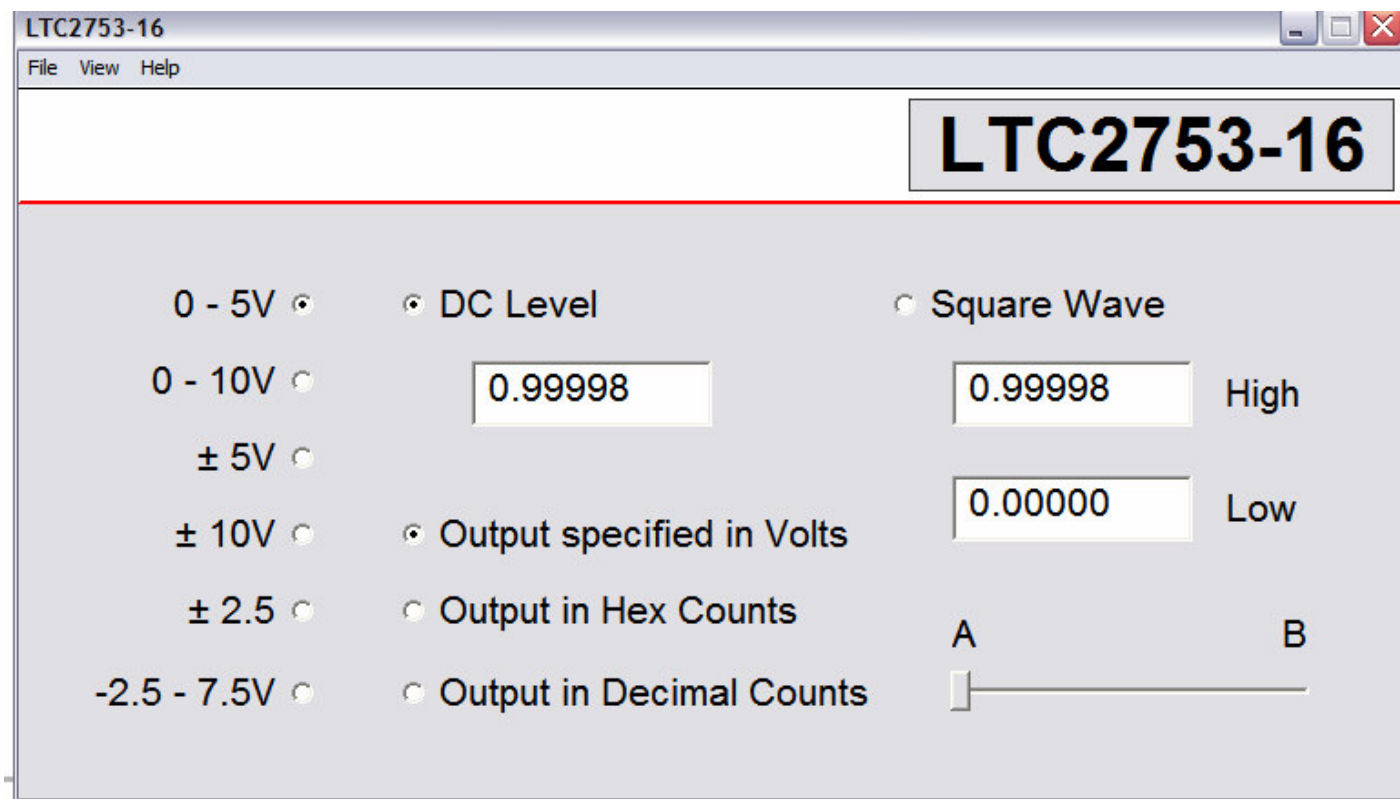 LTC2753-16
File View Help
LTC2753-16
0 - 5V
DC Level
Square Wave
0 - 10V
0.99998
0.99998
High
± 5V
0.00000
Low
± 10V
Output specified in Volts
± 2.5
Output in Hex Counts
A
B
-2.5 - 7.5V
Output in Decimal Counts